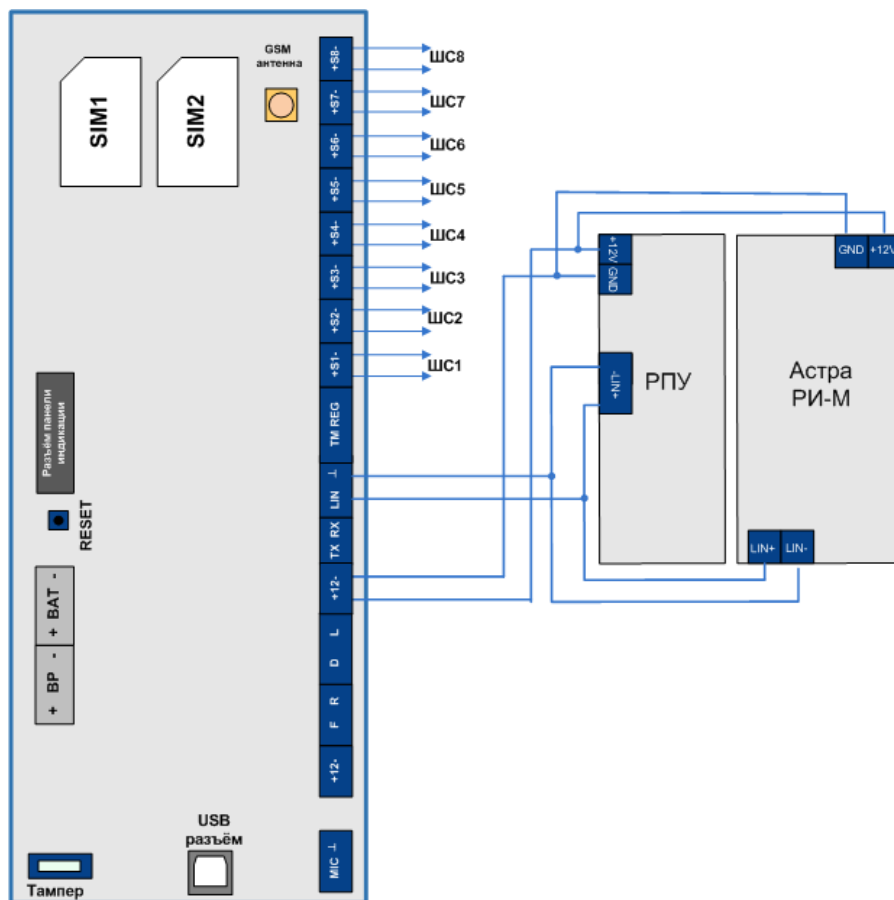 GSM
антенна
SIM1
SIM2
+S8-
ШС8
+S7-
ШС7
+S6-
ШС6
+S5-
ШС5
+S4-
ШС4
+S3-
ШС3
+S2-
ШС2
+S1-
ШС1
TM REG
LIN ⊥
TX RX
+12-
D L
F R
+12-
MIC ⊥
Разъём панели
индикации
RESET
+ BAT -
+ BP -
Тампер
USB
разъём
+12V
GND
-LIN+
РПУ
GND
+12V
Астра
РИ-М
LIN+
LIN-